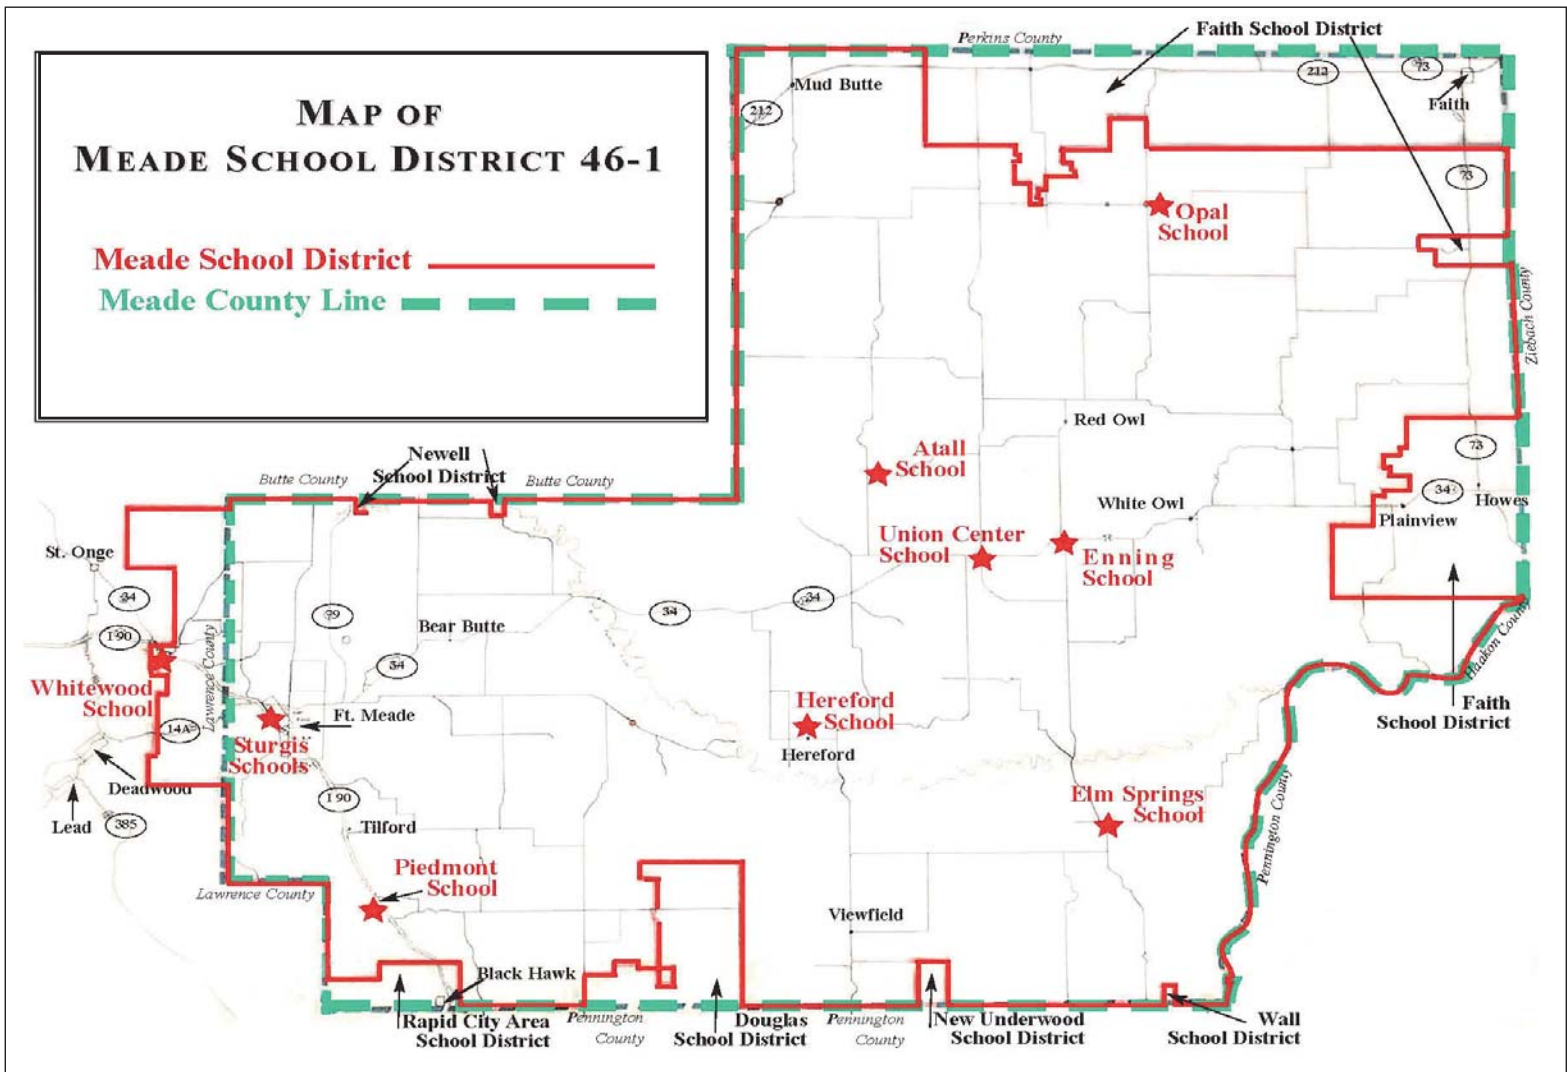 MAP OF
MEADE SCHOOL DISTRICT 46-1
Meade School District
Meade County Line
Perkins County
Faith School District
212
73
Mud Butte
Faith
212
73
Opal
School
Ziebach County
Red Owl
Newell
School District
Butte County
Butte County
Atall
School
73
34
Howes
White Owl
Plainview
Union Center
School
Enning
School
St. Onge
34
79
34
34
I 90
Bear Butte
34
Lawrence County
Haakon County
Whitewood
School
14A
Ft. Meade
Sturgis
Schools
Hereford
School
Hereford
Faith
School District
Deadwood
I 90
Lead
385
Tilford
Elm Springs
School
Pennington County
Piedmont
School
Lawrence County
Viewfield
Black Hawk
Rapid City Area
School District
Pennington
County
Douglas
School District
Pennington
County
New Underwood
School District
Wall
School District